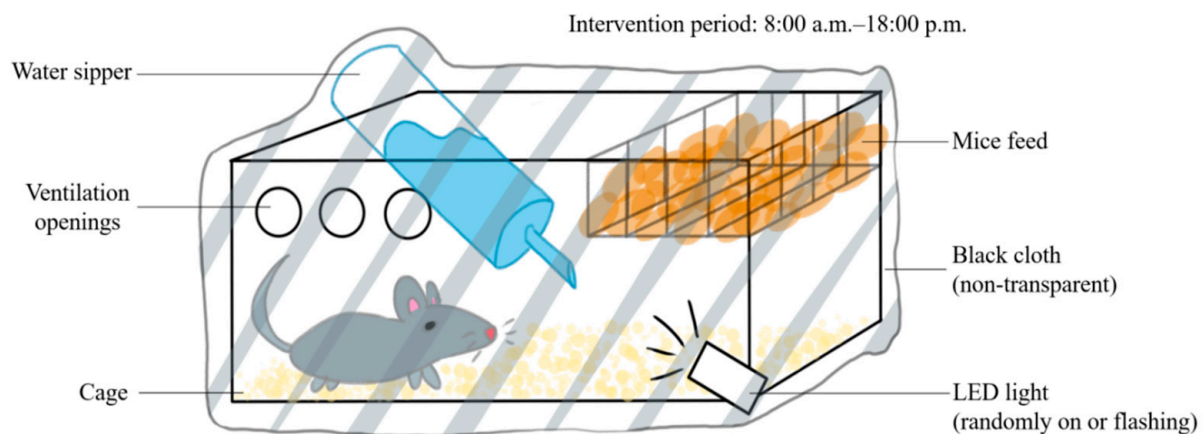 Intervention period: 8:00 a.m.–18:00 p.m.
Water sipper
Mice feed
Ventilation
openings
Black cloth
(non-transparent)
Cage
LED light
(randomly on or flashing)